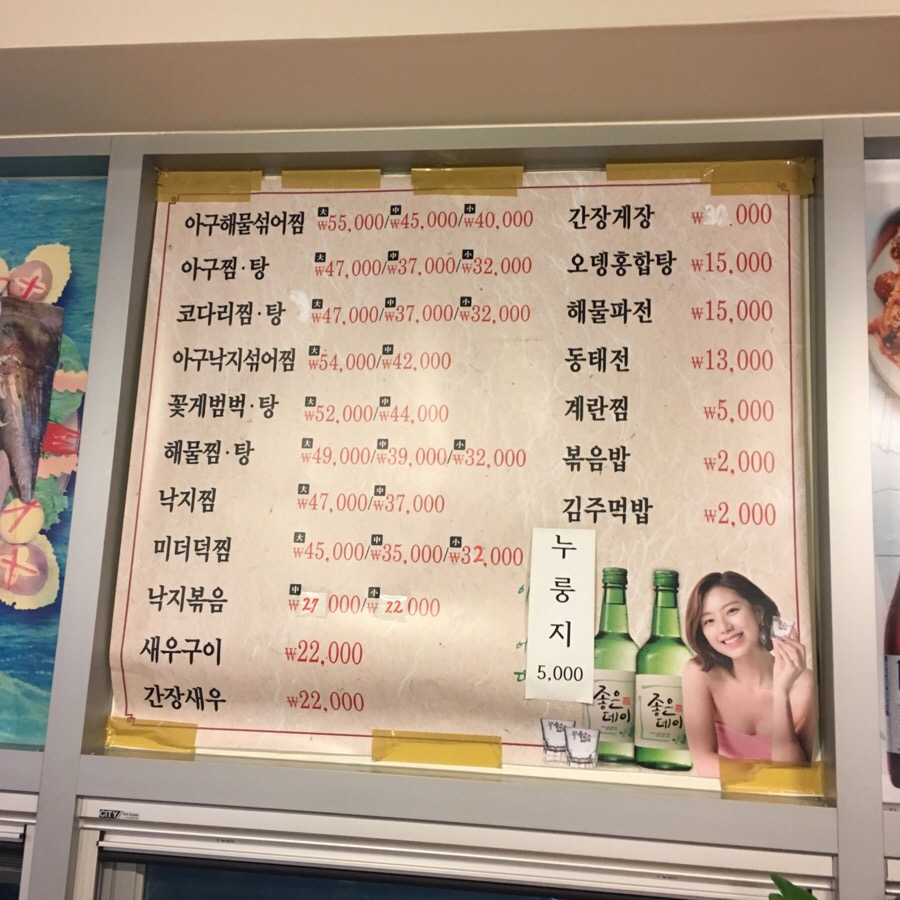 아구해물섞어찜 大₩55,000/中₩45,000/小₩40,000
아구찜·탕 大₩47,000/中₩37,000/小₩32,000
코다리찜·탕 大₩47,000/中₩37,000/小₩32,000
아구낙지섞어찜 大₩54,000/中₩42,000
꽃게범벅·탕 大₩52,000/中₩44,000
해물찜·탕 大₩49,000/中₩39,000/小₩32,000
낙지찜 大₩47,000/中₩37,000
미더덕찜 大₩45,000/中₩35,000/小₩32,000
낙지볶음 中₩27000/小₩22000
새우구이 ₩22,000
간장새우 ₩22,000
간장게장 ₩30,000
오뎅홍합탕 ₩15,000
해물파전 ₩15,000
동태전 ₩13,000
계란찜 ₩5,000
볶음밥 ₩2,000
김주먹밥 ₩2,000
누룽지
5,000
좋은데이
좋은데이
CITY